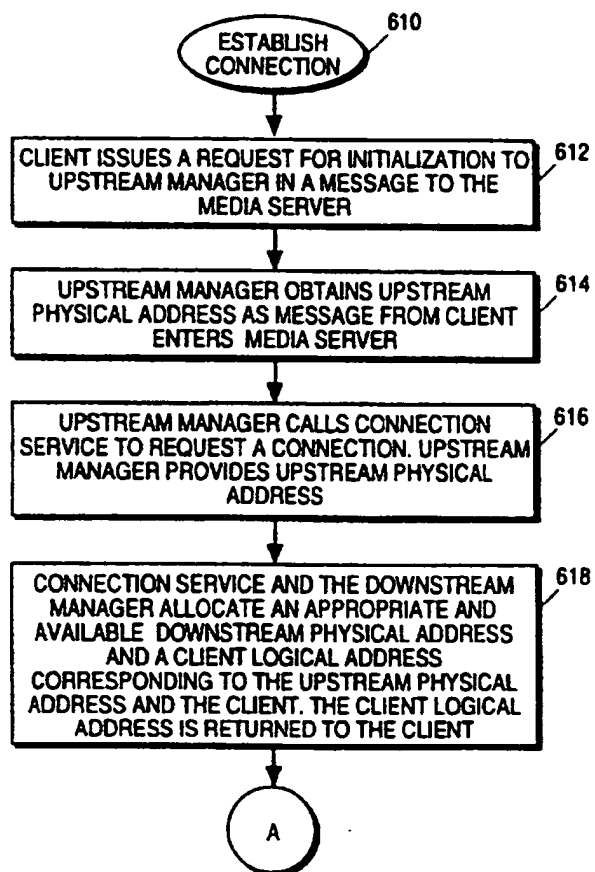 610
ESTABLISH
CONNECTION
612
CLIENT ISSUES A REQUEST FOR INITIALIZATION TO
UPSTREAM MANAGER IN A MESSAGE TO THE
MEDIA SERVER
614
UPSTREAM MANAGER OBTAINS UPSTREAM
PHYSICAL ADDRESS AS MESSAGE FROM CLIENT
ENTERS MEDIA SERVER
616
UPSTREAM MANAGER CALLS CONNECTION
SERVICE TO REQUEST A CONNECTION. UPSTREAM
MANAGER PROVIDES UPSTREAM PHYSICAL
ADDRESS
618
CONNECTION SERVICE AND THE DOWNSTREAM
MANAGER ALLOCATE AN APPROPRIATE AND
AVAILABLE DOWNSTREAM PHYSICAL ADDRESS
AND A CLIENT LOGICAL ADDRESS
CORRESPONDING TO THE UPSTREAM PHYSICAL
ADDRESS AND THE CLIENT. THE CLIENT LOGICAL
ADDRESS IS RETURNED TO THE CLIENT
A